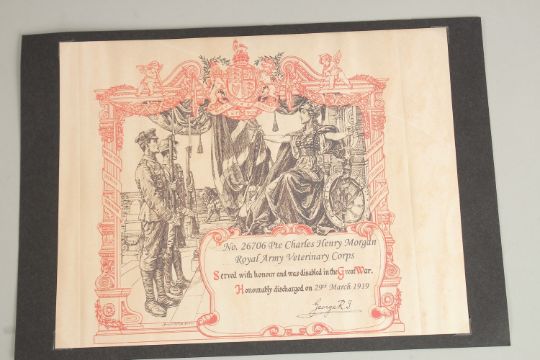 No. 26706 Pte Charles Henry Morgan
Royal Army Veterinary Corps
Served with honour and was disabled in the Great War.
Honourably discharged on 29th March 1919
George R.I.